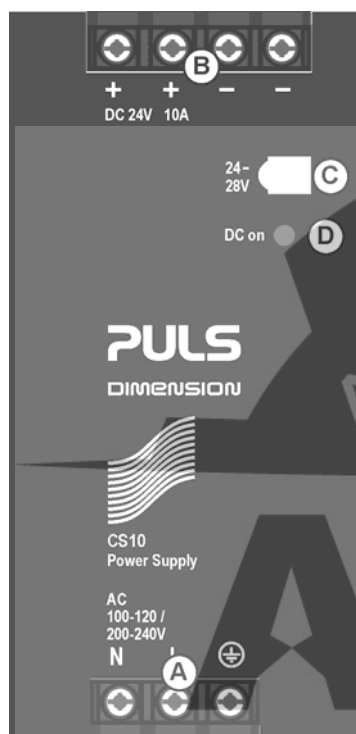 B
+ + − −
DC 24V 10A
24-
28V
C
DC on
D
PULS
DIMENSION
CS10
Power Supply
AC
100-120 /
200-240V
N
A